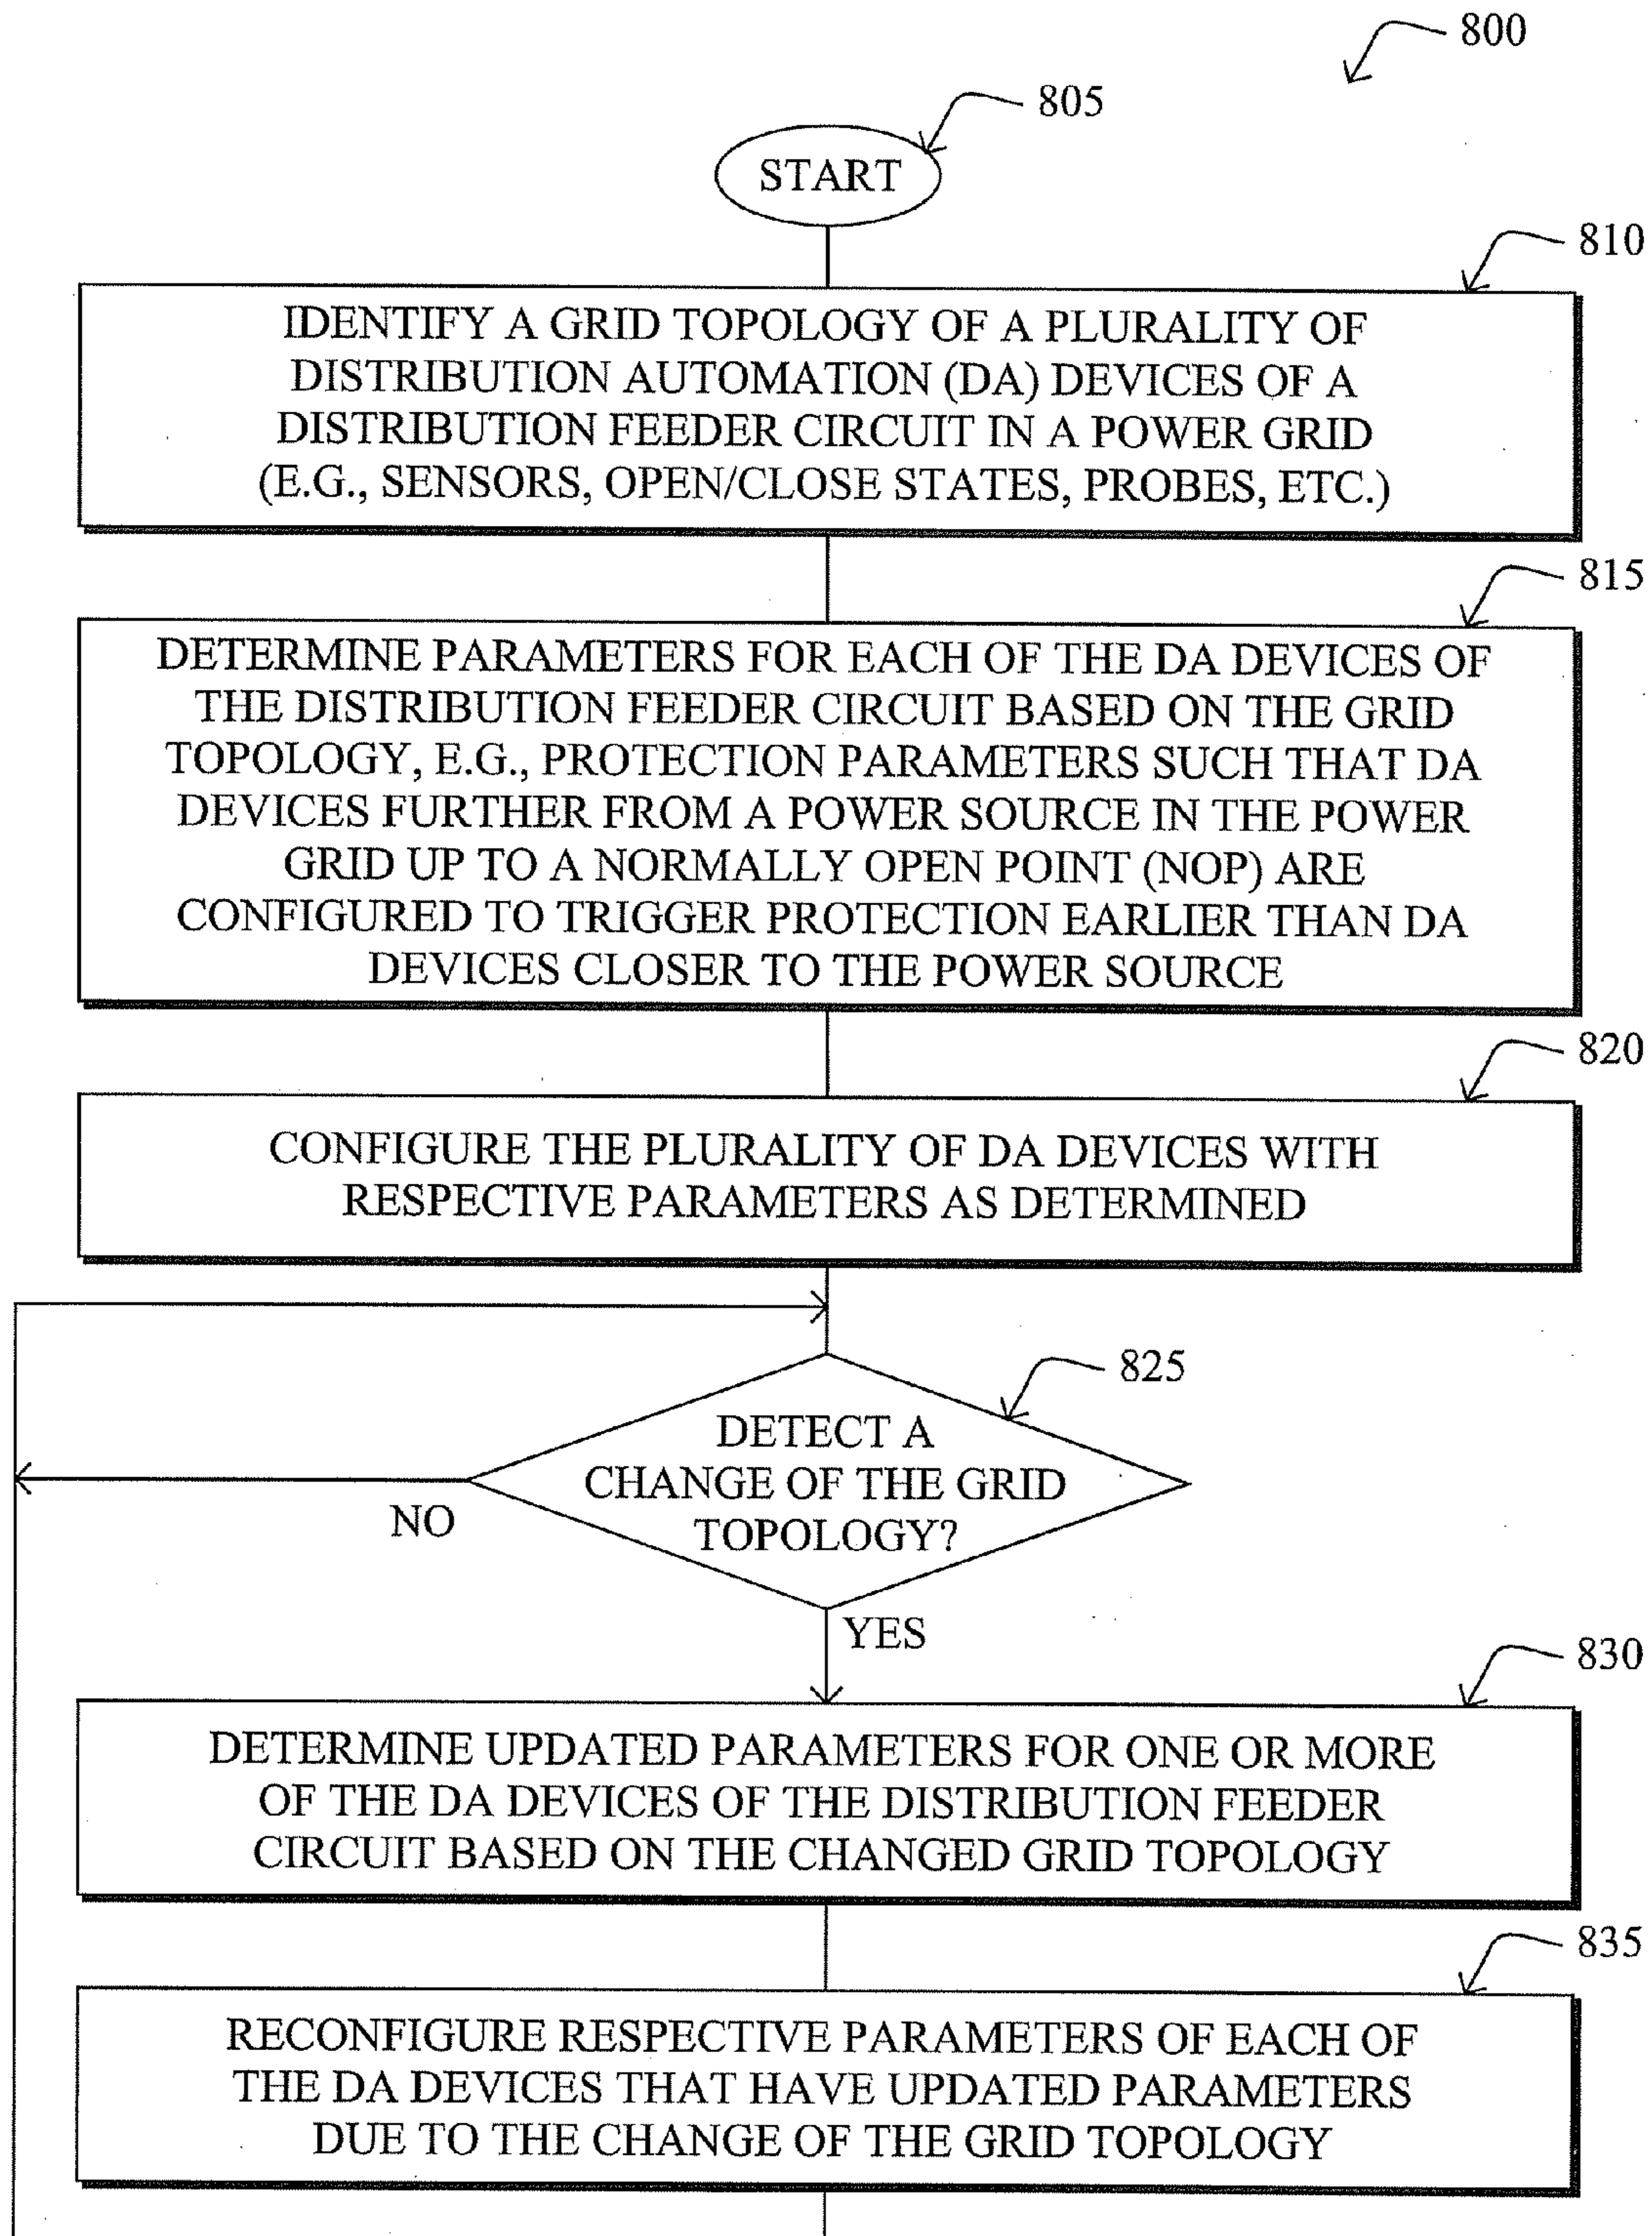 800
805
START
810
IDENTIFY A GRID TOPOLOGY OF A PLURALITY OF
DISTRIBUTION AUTOMATION (DA) DEVICES OF A
DISTRIBUTION FEEDER CIRCUIT IN A POWER GRID
(E.G., SENSORS, OPEN/CLOSE STATES, PROBES, ETC.)
815
DETERMINE PARAMETERS FOR EACH OF THE DA DEVICES OF
THE DISTRIBUTION FEEDER CIRCUIT BASED ON THE GRID
TOPOLOGY, E.G., PROTECTION PARAMETERS SUCH THAT DA
DEVICES FURTHER FROM A POWER SOURCE IN THE POWER
GRID UP TO A NORMALLY OPEN POINT (NOP) ARE
CONFIGURED TO TRIGGER PROTECTION EARLIER THAN DA
DEVICES CLOSER TO THE POWER SOURCE
820
CONFIGURE THE PLURALITY OF DA DEVICES WITH
RESPECTIVE PARAMETERS AS DETERMINED
825
DETECT A
CHANGE OF THE GRID
TOPOLOGY?
NO
YES
830
DETERMINE UPDATED PARAMETERS FOR ONE OR MORE
OF THE DA DEVICES OF THE DISTRIBUTION FEEDER
CIRCUIT BASED ON THE CHANGED GRID TOPOLOGY
835
RECONFIGURE RESPECTIVE PARAMETERS OF EACH OF
THE DA DEVICES THAT HAVE UPDATED PARAMETERS
DUE TO THE CHANGE OF THE GRID TOPOLOGY